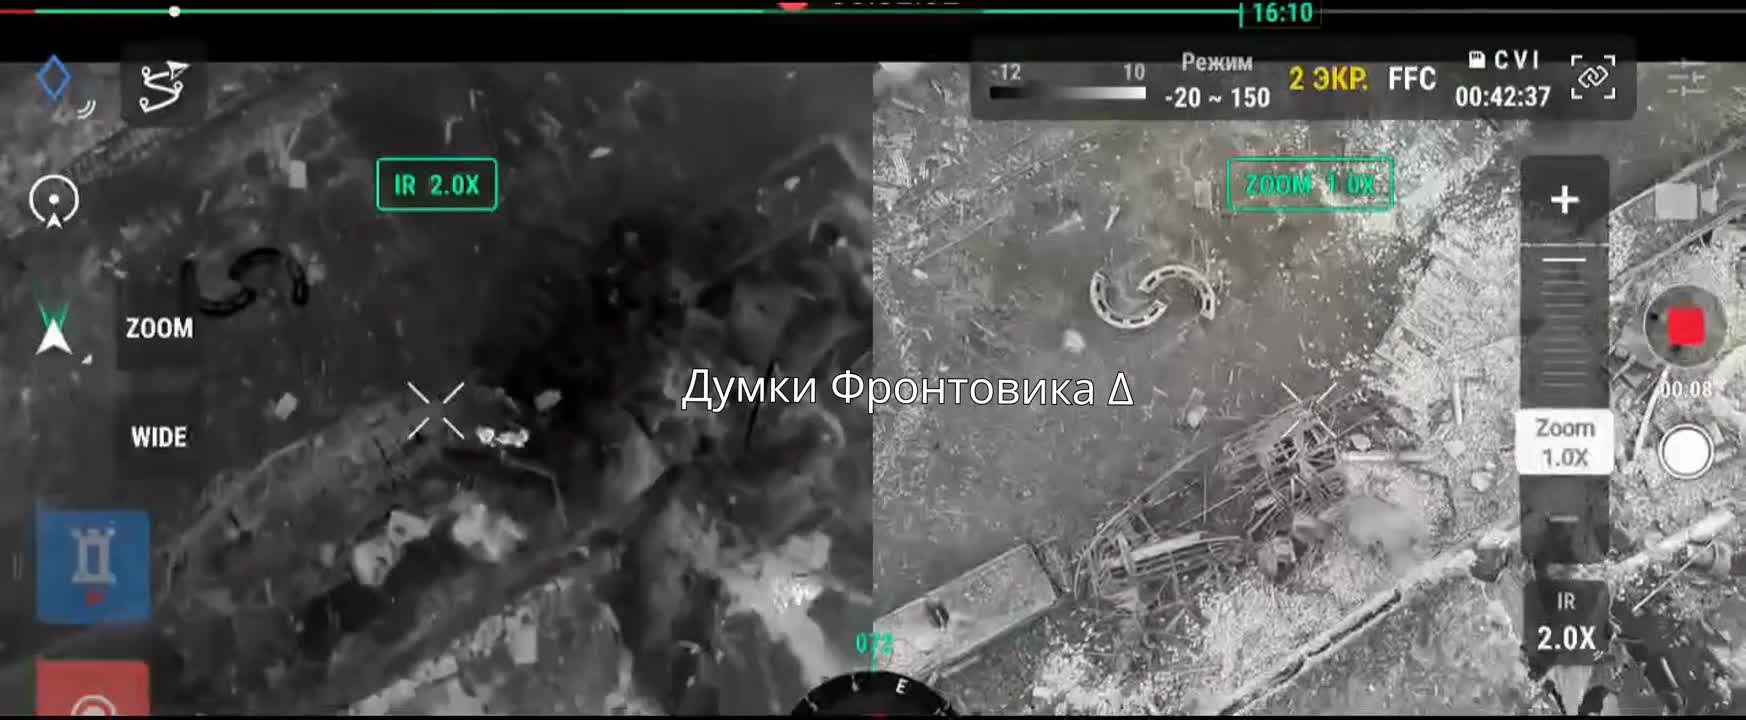 16:10
-12 10
Режим
-20 ~ 150
2 ЭКР.
FFC
CVI
00:42:37
IR 2.0X
ZOOM 1.0X
ZOOM
WIDE
Думки Фронтовика Δ
00:08
Zoom
1.0X
IR
2.0X
072
E